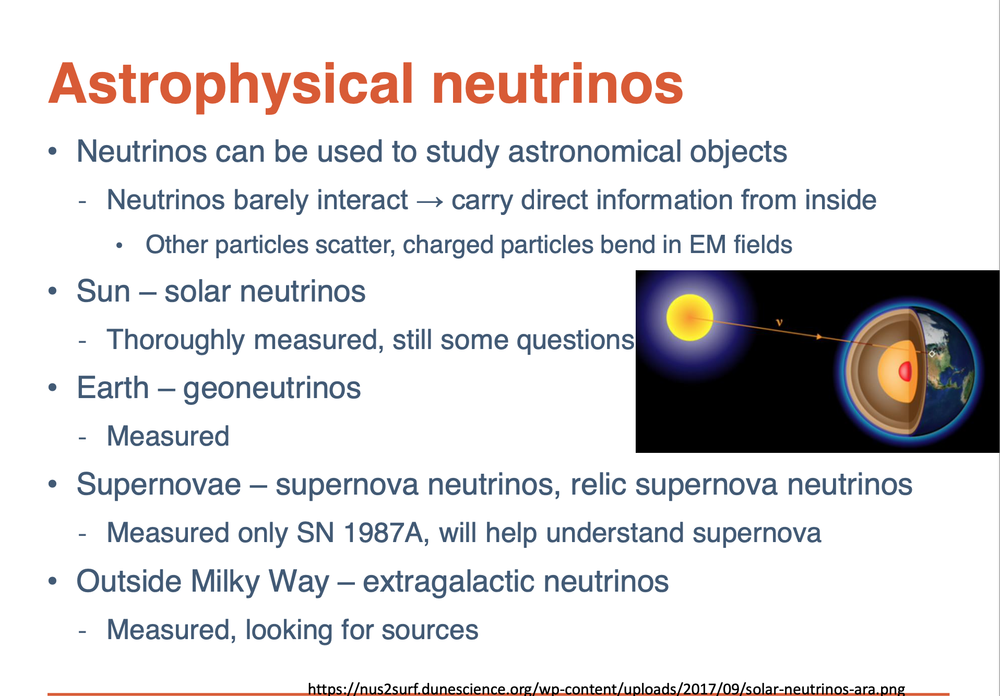 Astrophysical neutrinos
• Neutrinos can be used to study astronomical objects
- Neutrinos barely interact → carry direct information from inside
• Other particles scatter, charged particles bend in EM fields
• Sun – solar neutrinos
- Thoroughly measured, still some questions
ν
• Earth – geoneutrinos
- Measured
• Supernovae – supernova neutrinos, relic supernova neutrinos
- Measured only SN 1987A, will help understand supernova
• Outside Milky Way – extragalactic neutrinos
- Measured, looking for sources
https://nus2surf.dunescience.org/wp-content/uploads/2017/09/solar-neutrinos-ara.png